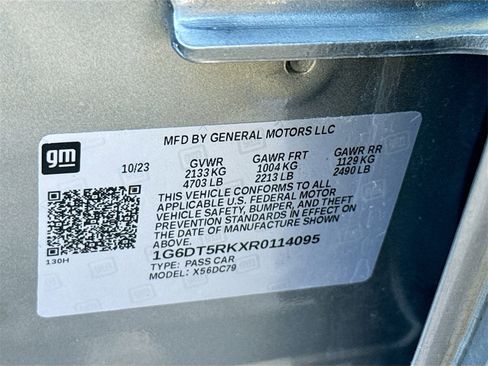 MFD BY GENERAL MOTORS LLC
gm
10/23 GVWR GAWR FRT GAWR RR
2133 KG 1004 KG 1129 KG
4703 LB 2213 LB 2490 LB
THIS VEHICLE CONFORMS TO ALL
APPLICABLE U.S. FEDERAL MOTOR
VEHICLE SAFETY, BUMPER, AND THEFT
PREVENTION STANDARDS IN EFFECT ON
THE DATE OF MANUFACTURE SHOWN
ABOVE.
1G6DT5RKXR0114095
130H
TYPE: PASS CAR
MODEL: X56DC79